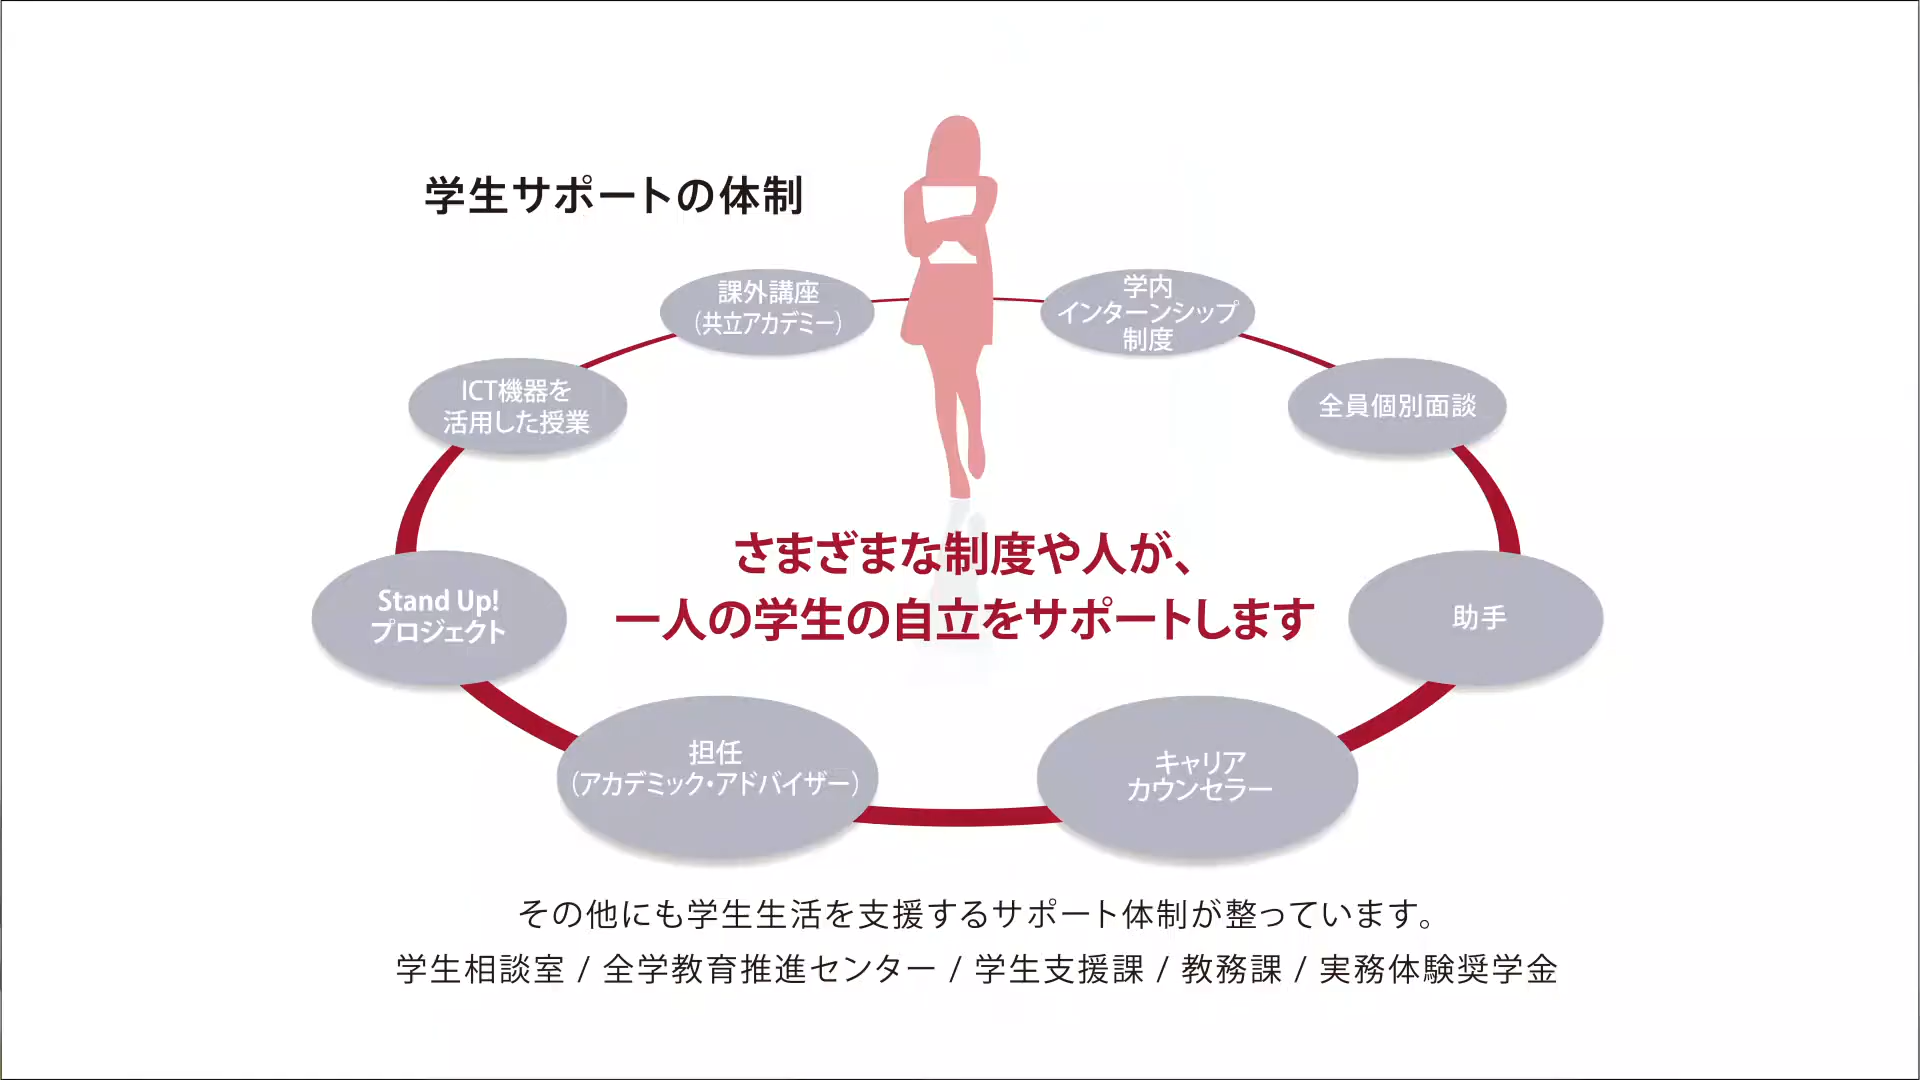 学生サポートの体制
課外講座
（共立アカデミー）
学内
インターンシップ
制度
ICT機器を
活用した授業
全員個別面談
Stand Up!
プロジェクト
さまざまな制度や人が、
一人の学生の自立をサポートします
助手
担任
（アカデミック・アドバイザー）
キャリア
カウンセラー
その他にも学生生活を支援するサポート体制が整っています。
学生相談室 / 全学教育推進センター / 学生支援課 / 教務課 / 実務体験奨学金